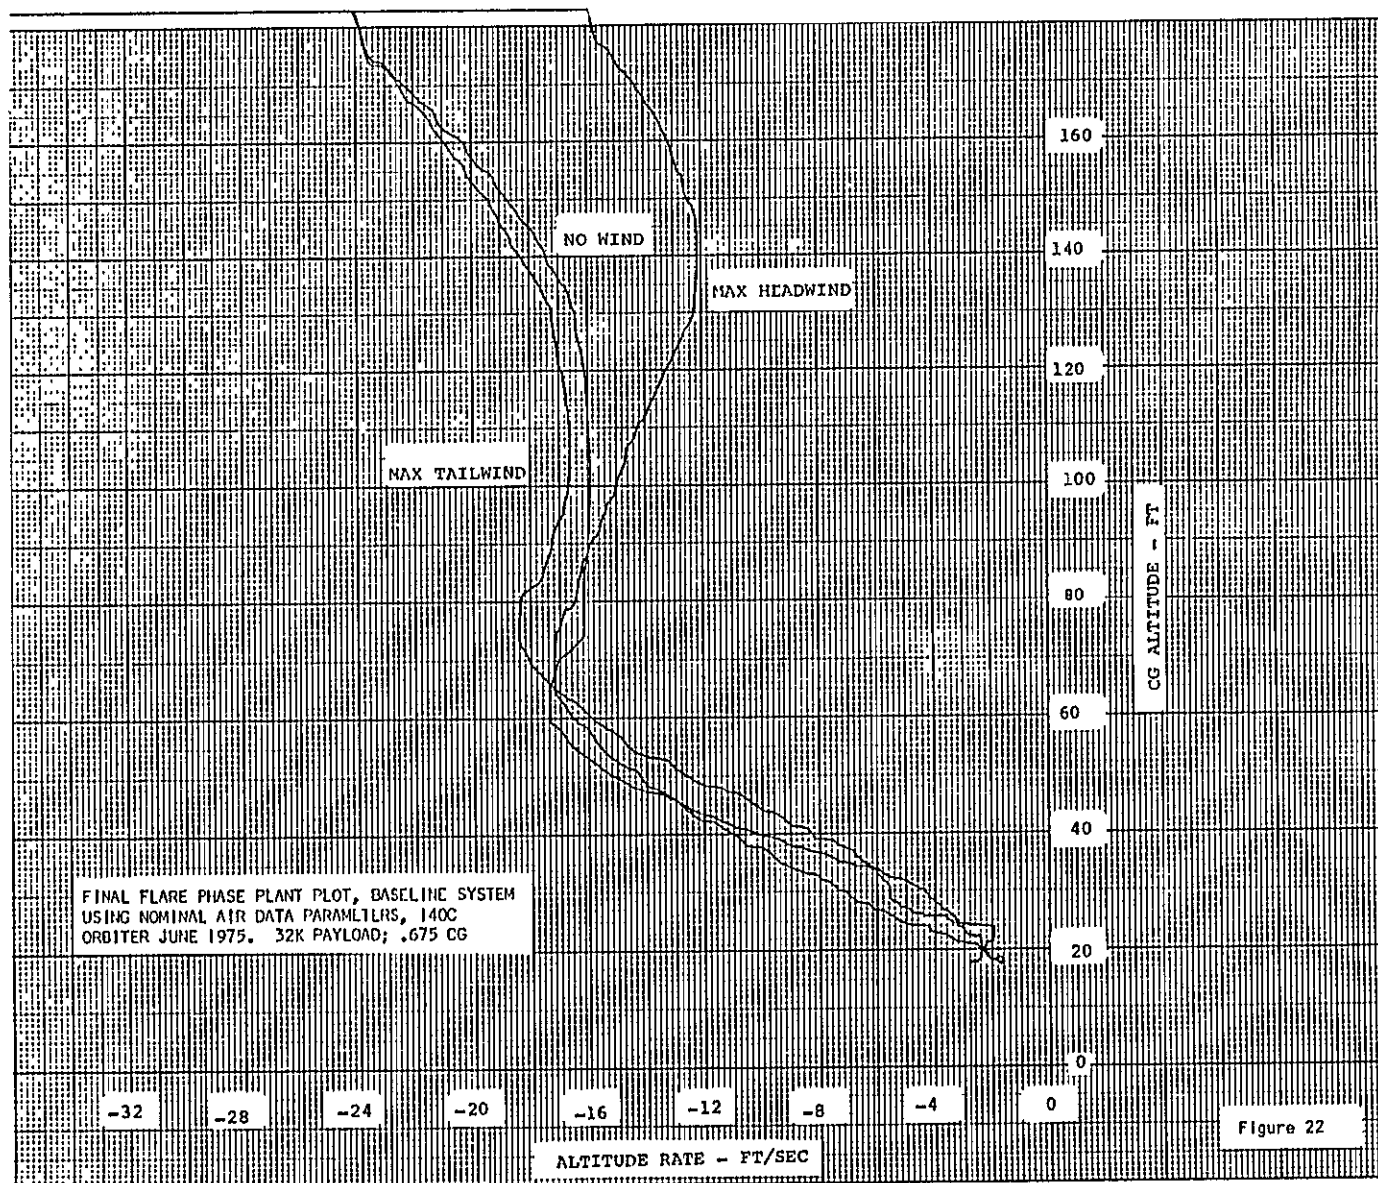 160
NO WIND
140
MAX HEADWIND
120
MAX TAILWIND
100
CG ALTITUDE - FT
80
60
40
FINAL FLARE PHASE PLANT PLOT, BASELINE SYSTEM
USING NOMINAL AIR DATA PARAMETERS, 140C
ORBITER JUNE 1975. 32K PAYLOAD; .675 CG
20
0
-32 -28 -24 -20 -16 -12 -8 -4 0
Figure 22
ALTITUDE RATE - FT/SEC